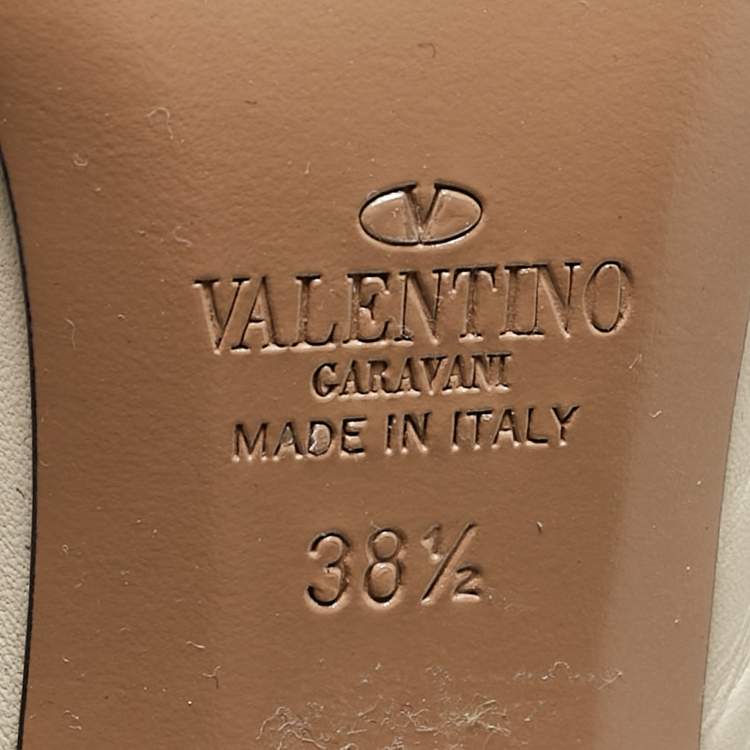 V
VALENTINO
GARAVANI
MADE IN ITALY
38½